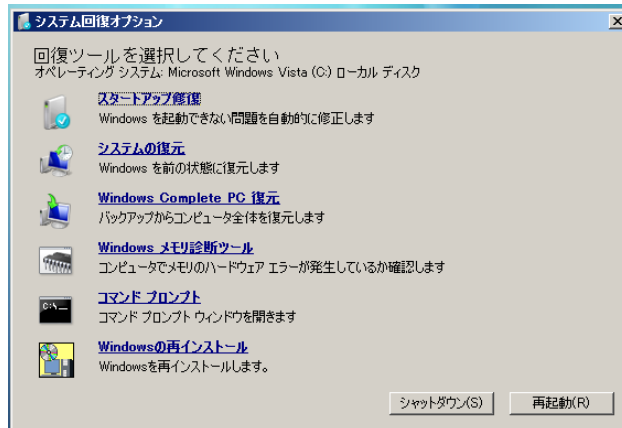 システム回復オプション
回復ツールを選択してください
オペレーティング システム: Microsoft Windows Vista (C:) ローカル ディスク
スタートアップ修復
Windows を起動できない問題を自動的に修正します
システムの復元
Windows を前の状態に復元します
Windows Complete PC 復元
バックアップからコンピュータ全体を復元します
Windows メモリ診断ツール
コンピュータでメモリのハードウェア エラーが発生しているか確認します
C:\_
コマンド プロンプト
コマンド プロンプト ウィンドウを開きます
Windowsの再インストール
Windowsを再インストールします。
シャットダウン(S) 再起動(R)